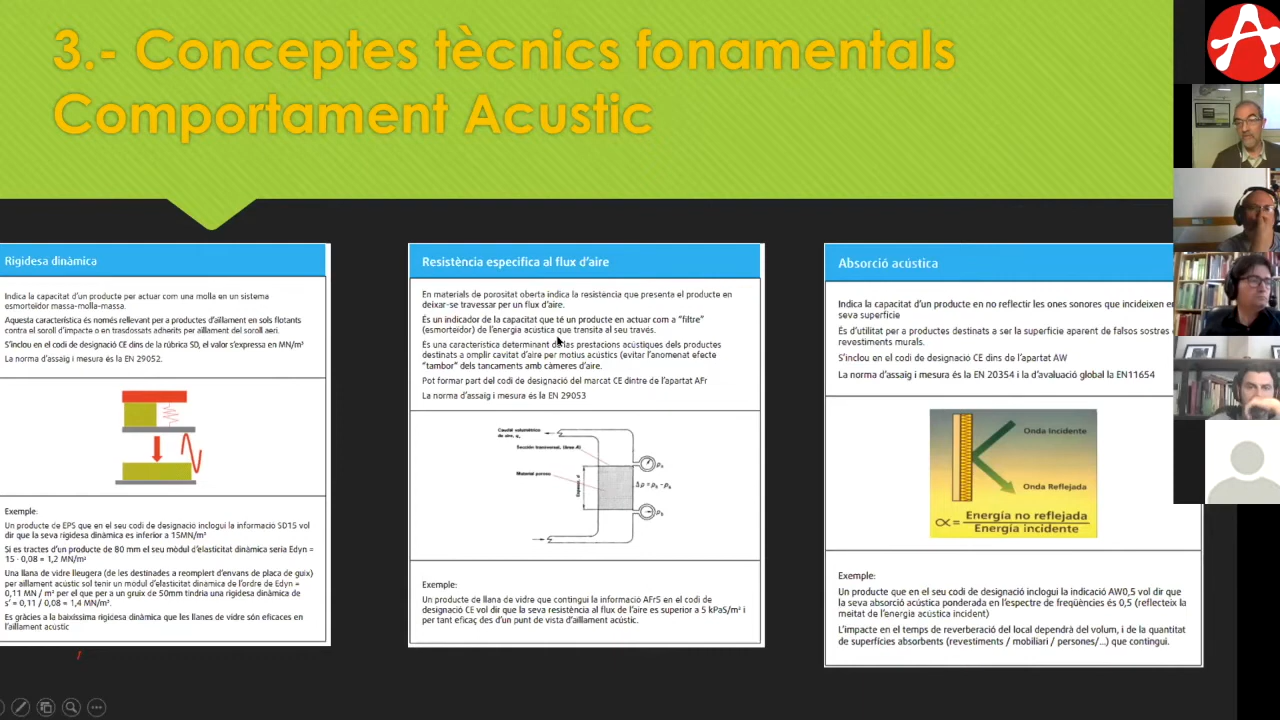 3.- Conceptes tècnics fonamentals
Comportament Acustic
Rigidesa dinàmica
Indica la capacitat d'un producte per actuar com una molla en un sistema
esmorteidor massa-molla-massa.
Aquesta característica és només rellevant per a productes d'aïllament en sols flotants
contra el soroll d'impacte o en trasdossats adherits per aïllament del soroll aeri.
S'inclou en el codi de designació CE dins de la rúbrica SD, el valor s'expressa en MN/m³
La norma d'assaig i mesura és la EN 29052.
Exemple:
Un producte de EPS que en el seu codi de designació inclogui la informació SD15 vol
dir que la seva rigidesa dinàmica es inferior a 15MN/m³
Si es tractes d'un producte de 80 mm el seu mòdul d'elasticitat dinàmica seria Edyn =
15 · 0,08 = 1,2 MN/m²
Una llana de vidre lleugera (de les destinades a reomplert d'envans de placa de guix)
per aïllament acústic sol tenir un mòdul d'elasticitat dinamica de l'ordre de Edyn =
0,11 MN / m² per el que per a un gruix de 50mm tindria una rigidesa dinàmica de
s' = 0,11 / 0,08 = 1,4 MN/m³.
Es gràcies a la baixíssima rigidesa dinàmica que les llanes de vidre són eficaces en
l'aïllament acústic
Resistència especifica al flux d'aire
En materials de porositat oberta indica la resistència que presenta el producte en
deixar-se travessar per un flux d'aire.
És un indicador de la capacitat que té un producte en actuar com a "filtre"
(esmorteidor) de l'energia acústica que transita al seu través.
És una característica determinant de las prestacions acústiques dels productes
destinats a omplir cavitat d'aire per motius acústics (evitar l'anomenat efecte
"tambor" dels tancaments amb càmeres d'aire.
Pot formar part del codi de designació del marcat CE dintre de l'apartat AFr
La norma d'assaig i mesura és la EN 29053
Caudal volumétrico
de aire,
Sección transversal, (área A)
Material poroso
Espesor, d
Δp = p
Exemple:
Un producte de llana de vidre que contingui la informació AFr5 en el codi de
designació CE vol dir que la seva resistència al flux de l'aire es superior a 5 kPaS/m² i
per tant eficaç des d'un punt de vista d'aïllament acústic.
Absorció acústica
Indica la capacitat d'un producte en no reflectir les ones sonores que incideixen en
seva superfície
És d'utilitat per a productes destinats a ser la superfície aparent de falsos sostres
revestiments murals.
S'inclou en el codi de designació CE dins de l'apartat AW
La norma d'assaig i mesura és la EN 20354 i la d'avaluació global la EN11654
Onda Incidente
Onda Reflejada
α = Energía no reflejada
Energía incidente
Exemple:
Un producte que en el seu codi de designació inclogui la indicació AW0,5 vol dir que
la seva absorció acústica ponderada en l'espectre de freqüències és 0,5 (reflecteix la
meitat de l'energia acústica incident)
L'impacte en el temps de reverberació del local dependrà del volum, i de la quantitat
de superfícies absorbents (revestiments / mobiliari / persones/...) que contingui.